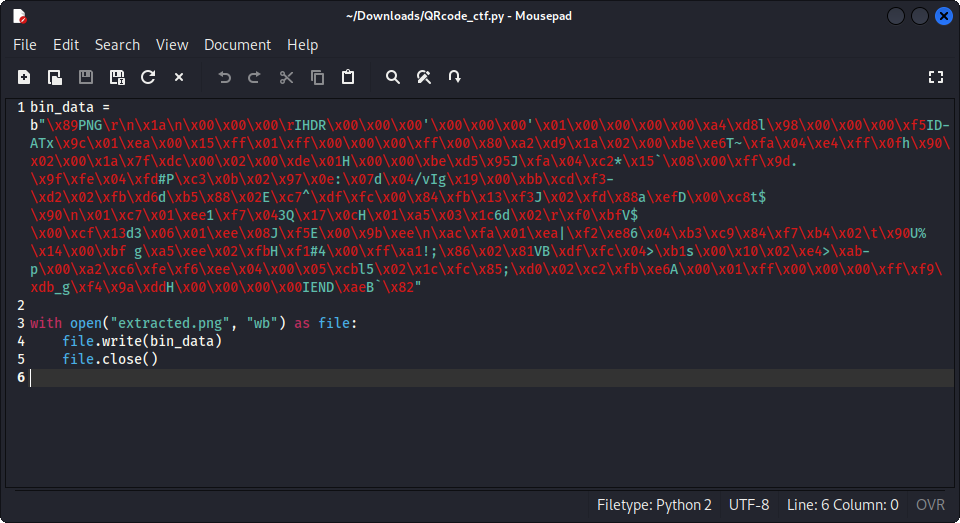 ~/Downloads/QRcode_ctf.py - Mousepad
File Edit Search View Document Help
1 bin_data =
b"\x89PNG\r\n\x1a\n\x00\x00\x00\rIHDR\x00\x00\x00'\x00\x00\x00'\x01\x00\x00\x00\x00\xa4\xd8l\x98\x00\x00\x00\xf5ID-
ATx\x9c\x01\xea\x00\x15\xff\x01\xff\x00\x00\x00\xff\x00\x80\xa2\xd9\x1a\x02\x00\xbe\xe6T~\xfa\x04\xe4\xff\x0fh\x90\
\x02\x00\x1a\x7f\xdc\x00\x02\x00\xde\x01H\x00\x00\xbe\xd5\x95J\xfa\x04\xc2*\x15`\x08\x00\xff\x9d.
\x9f\xfe\x04\xfd#P\xc3\x0b\x02\x97\x0e:\x07d\x04/vIg\x19\x00\xbb\xcd\xf3-
\xd2\x02\xfb\xd6d\xb5\x88\x02E\xc7^\xdf\x00\x84\xfb\x13\xf3J\x02\xfd\x88a\xefD\x00\xc8t$
\x90\n\x01\xc7\x01\xee1\xf7\x043Q\x17\x0cH\x01\xa5\x03\x1c6d\x02\r\xf0\xbfV$
\x00\xcf\x13d3\x06\x01\xee\x08J\xf5E\x00\x9b\xee\n\xac\xfa\x01\xea|\xf2\xe86\x04\xb3\xc9\x84\xf7\xb4\x02\t\x90U%
\x14\x00\xbf g\xa5\xee\x02\xfbH\xf1#4\x00\xff\xa1!;\x86\x02\x81VB\xdf\xfc\x04>\xb1s\x00\x10\x02\xe4>\xab-
p\x00\xa2\xc6\xfe\xf6\xee\x04\x00\x05\xcbl5\x02\x1c\xfc\x85;\xd0\x02\xc2\xfb\xe6A\x00\x01\xff\x00\x00\x00\xff\xf9\
\xdb_g\xf4\x9a\xddH\x00\x00\x00\x00IEND\xaeB`\x82"
2
3 with open("extracted.png", "wb") as file:
4     file.write(bin_data)
5     file.close()
6
Filetype: Python 2 UTF-8 Line: 6 Column: 0 OVR